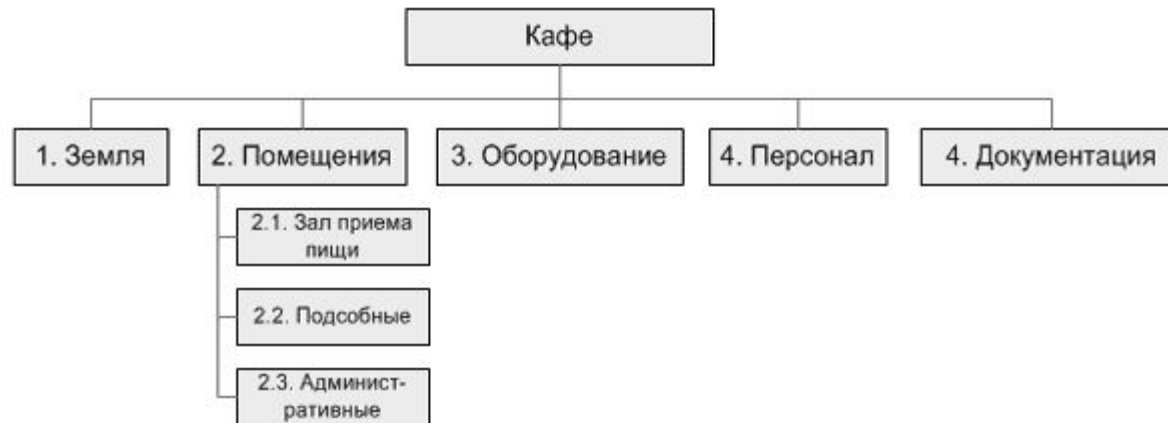 Кафе
1. Земля
2. Помещения
3. Оборудование
4. Персонал
4. Документация
2.1. Зал приема
пищи
2.2. Подсобные
2.3. Админист-
ративные